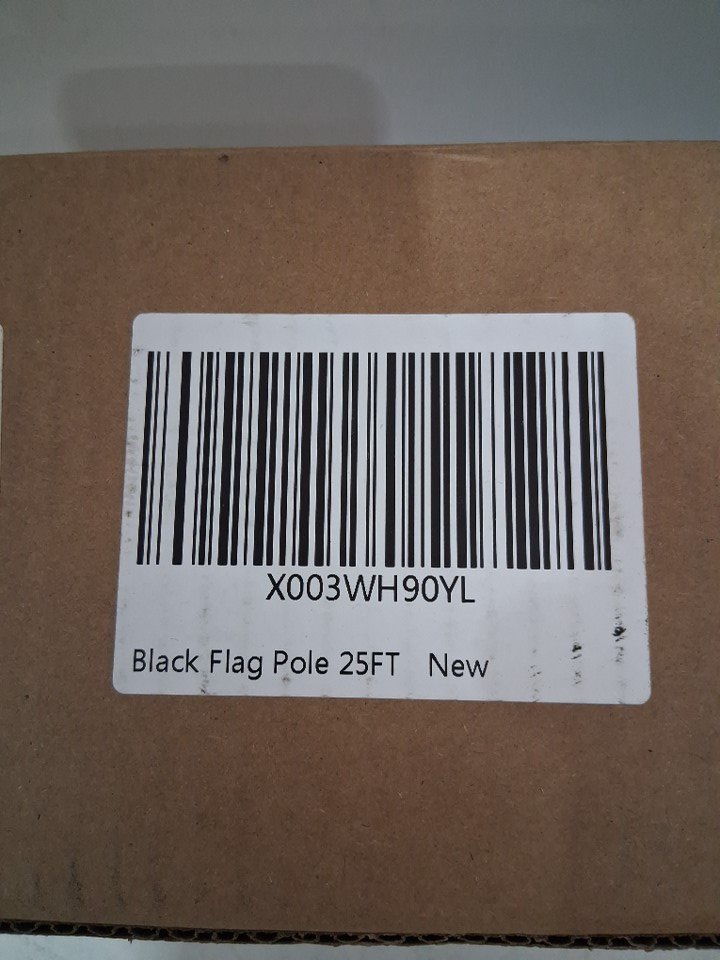 X003WH90YL
Black Flag Pole 25FT New